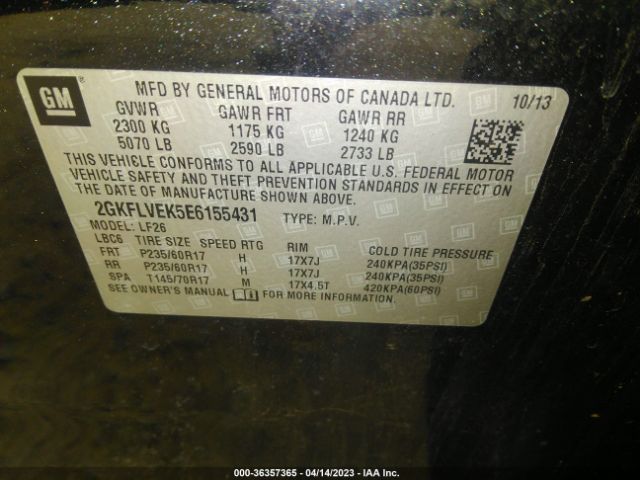 GM
MFD BY GENERAL MOTORS OF CANADA LTD. 10/13
GVWR GAWR FRT GAWR RR
2300 KG 1175 KG 1240 KG
5070 LB 2590 LB 2733 LB
THIS VEHICLE CONFORMS TO ALL APPLICABLE U.S. FEDERAL MOTOR
VEHICLE SAFETY AND THEFT PREVENTION STANDARDS IN EFFECT ON
THE DATE OF MANUFACTURE SHOWN ABOVE.
2GKFLVEK5E6155431 TYPE: M.P.V.
MODEL: LF26
LBC6 TIRE SIZE SPEED RTG RIM COLD TIRE PRESSURE
FRT P235/60R17 H 17X7J 240KPA(35PSI)
RR P235/60R17 H 17X7J 240KPA(35PSI)
SPA T145/70R17 M 17X4.5T 420KPA(60PSI)
SEE OWNER'S MANUAL FOR MORE INFORMATION.
000-36357365 - 04/14/2023 - IAA Inc.